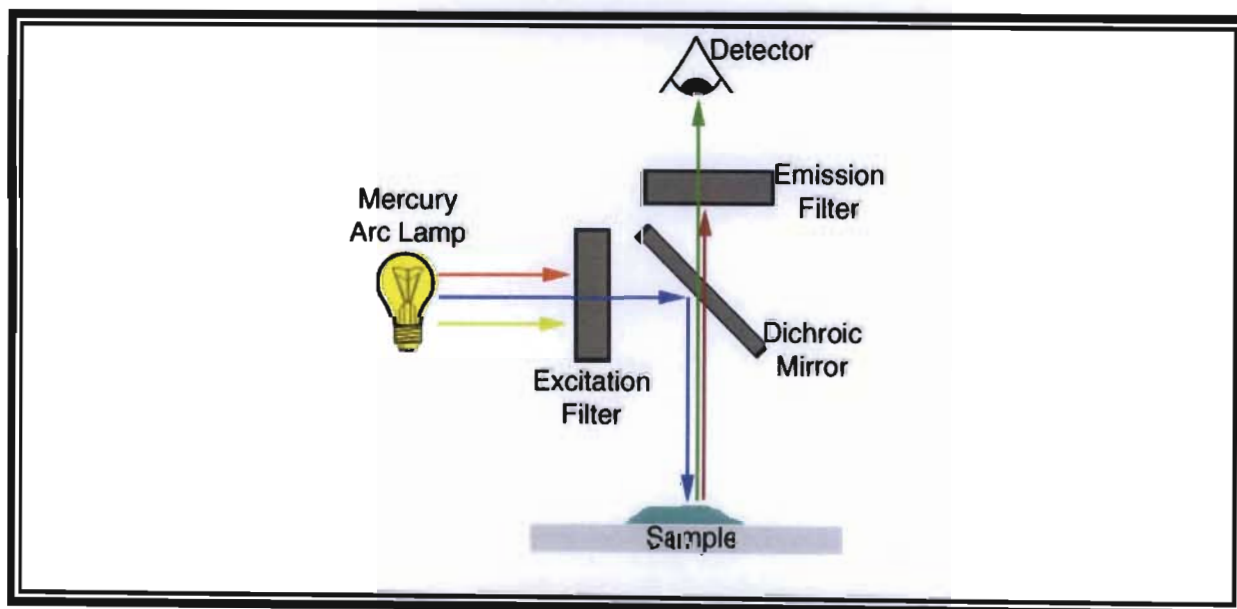 Detector
Emission
Filter
Mercury
Arc Lamp
Dichroic
Mirror
Excitation
Filter
Sample